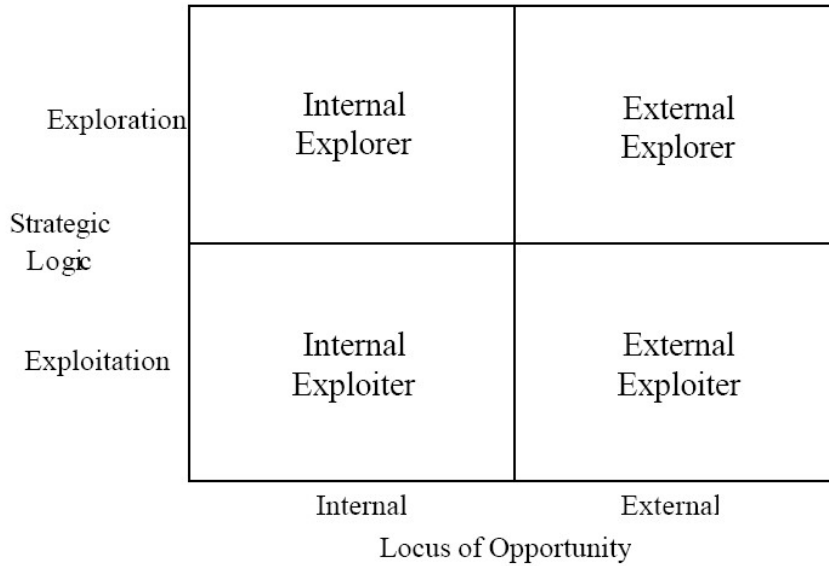 Exploration
Internal
Explorer
External
Explorer
Strategic
Logic
Exploitation
Internal
Exploiter
External
Exploiter
Internal
External
Locus of Opportunity